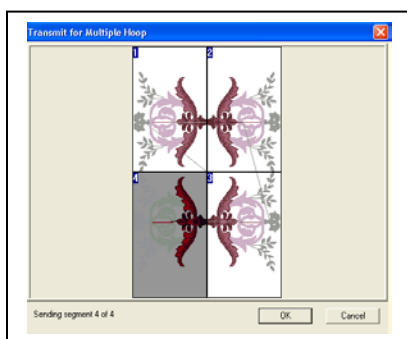 Transmit for Multiple Hoop
1 2
4 3
Sending segment 4 of 4 OK Cancel